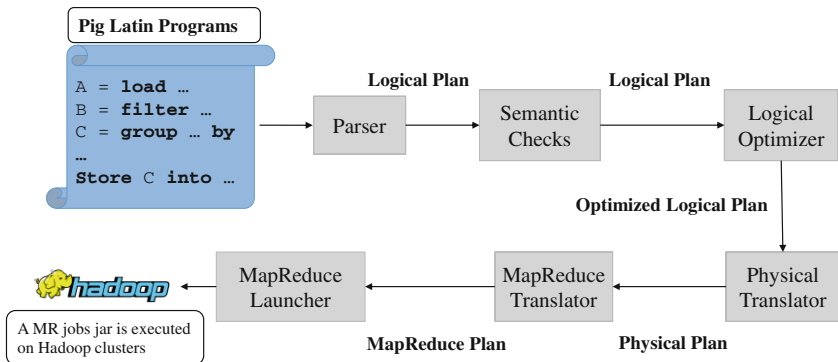 Pig Latin Programs
A = load …
B = filter …
C = group … by
…
Store C into …
Parser
Logical Plan
Semantic
Checks
Logical Plan
Logical
Optimizer
Optimized Logical Plan
Physical
Translator
Physical Plan
MapReduce
Translator
MapReduce Plan
MapReduce
Launcher
hadoop
A MR jobs jar is executed
on Hadoop clusters